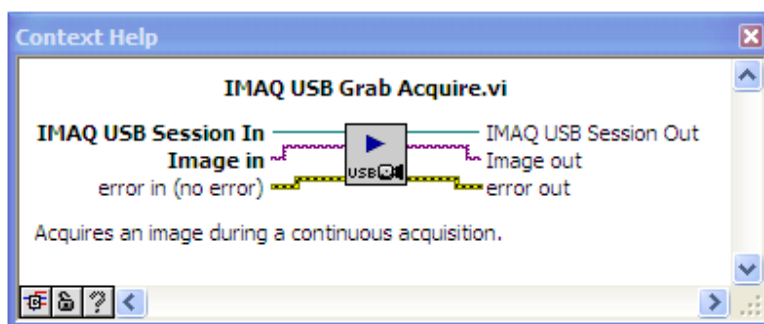 Context Help
IMAQ USB Grab Acquire.vi
IMAQ USB Session In
IMAQ USB Session Out
Image in
Image out
error in (no error)
error out
USB
Acquires an image during a continuous acquisition.
?